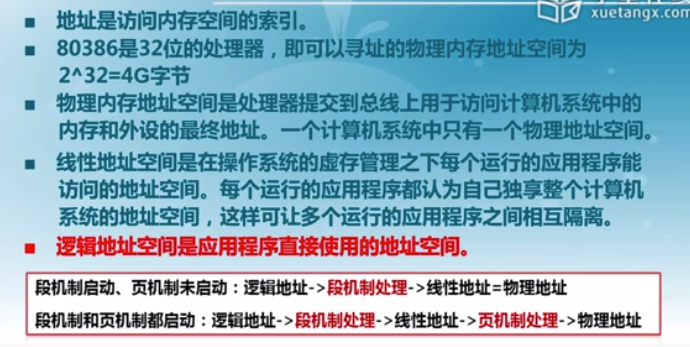 xuetangx.com
地址是访问内存空间的索引。
80386是32位的处理器，即可以寻址的物理内存地址空间为
2^32=4G字节
物理内存地址空间是处理器提交到总线上用于访问计算机系统中的
内存和外设的最终地址。一个计算机系统中只有一个物理地址空间。
线性地址空间是在操作系统的虚存管理之下每个运行的应用程序能
访问的地址空间。每个运行的应用程序都认为自己独享整个计算机
系统的地址空间，这样可让多个运行的应用程序之间相互隔离。
逻辑地址空间是应用程序直接使用的地址空间。
段机制启动、页机制未启动：逻辑地址->段机制处理->线性地址=物理地址
段机制和页机制都启动：逻辑地址->段机制处理->线性地址->页机制处理->物理地址